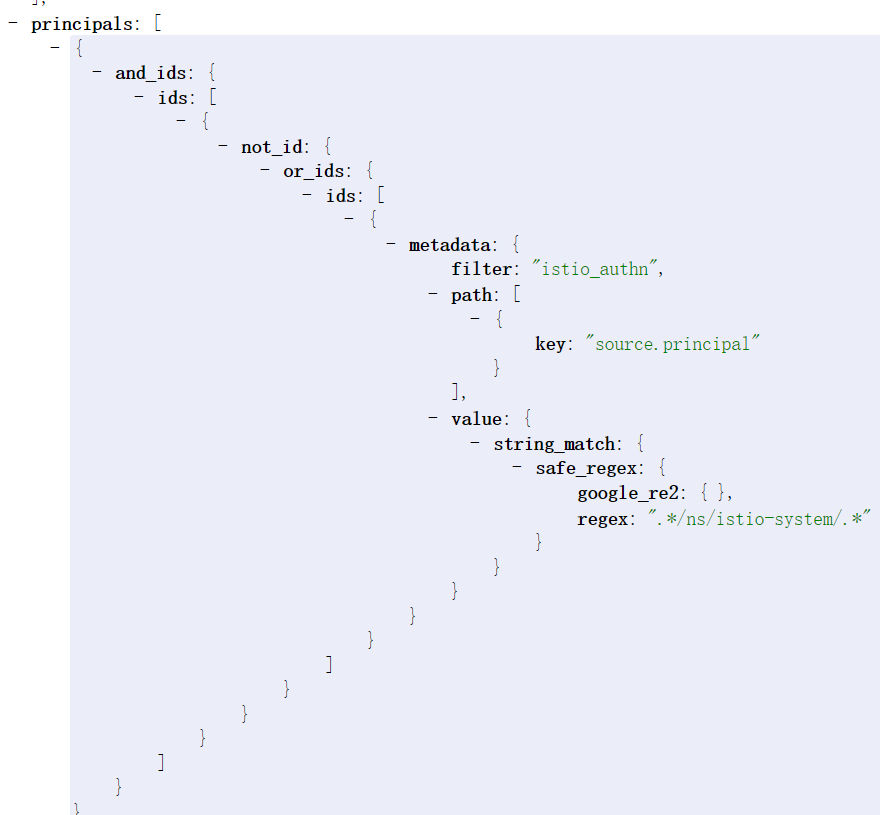 ],
- principals: [
- {
- and_ids: {
- ids: [
- {
- not_id: {
- or_ids: {
- ids: [
- {
- metadata: {
filter: "istio_authn",
- path: [
- {
key: "source.principal"
}
],
- value: {
- string_match: {
- safe_regex: {
google_re2: { },
regex: ".*/ns/istio-system/.*"
}
}
}
}
}
]
}
}
}
]
}
}